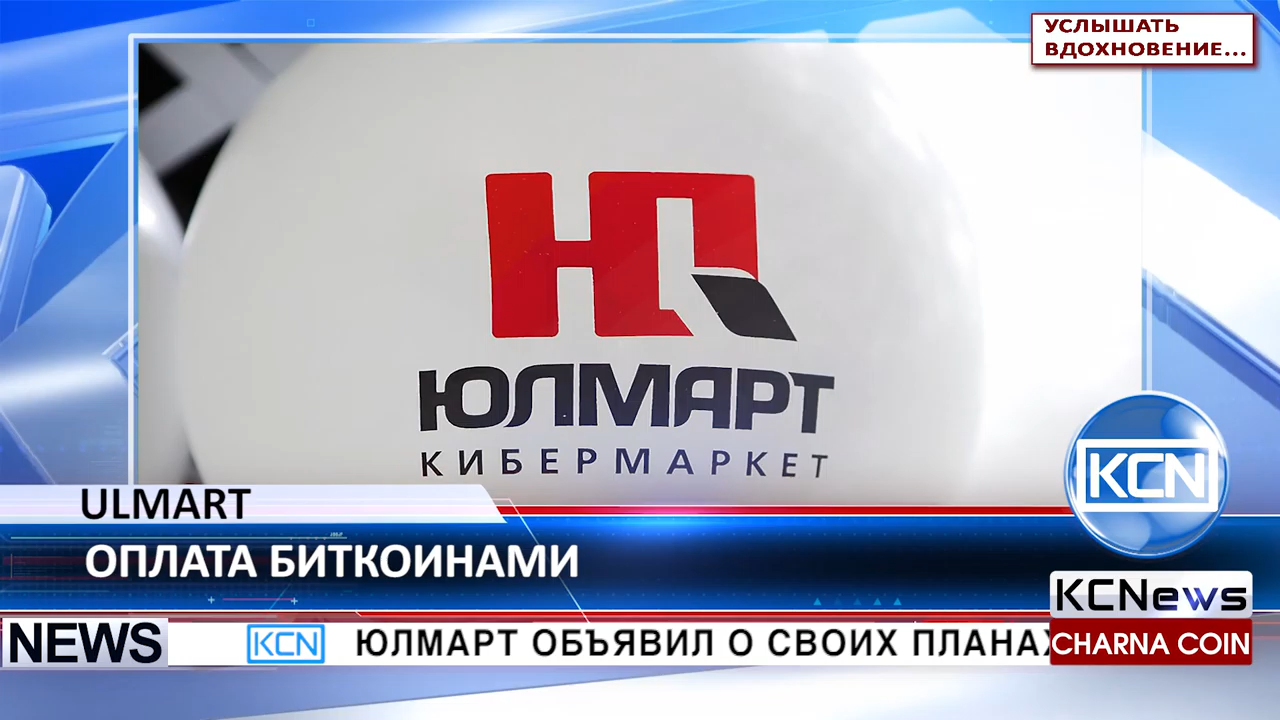 УСЛЫШАТЬ
ВДОХНОВЕНИЕ...
ЮЛМАРТ
КИБЕРМАРКЕТ
ULMART
ОПЛАТА БИТКОИНАМИ
KCN
KCNews
CHARNA COIN
NEWS
KCN ЮЛМАРТ ОБЪЯВИЛ О СВОИХ ПЛАНАХ